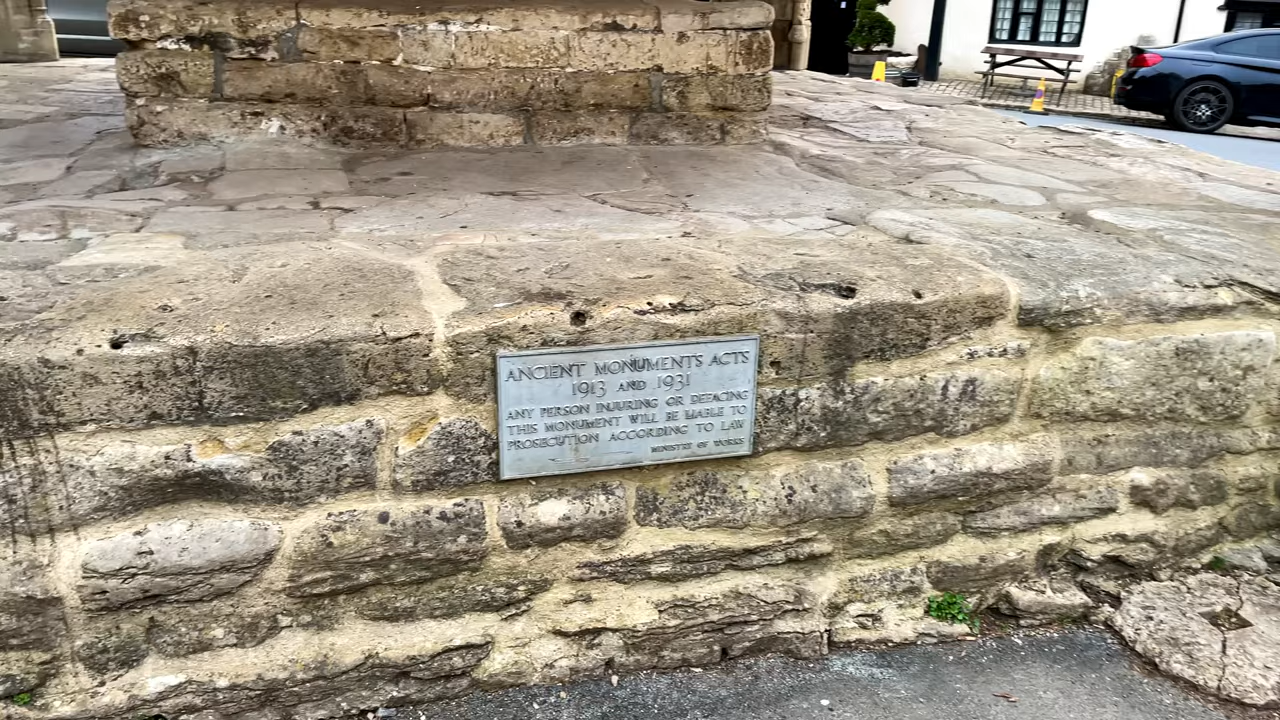 ANCIENT MONUMENTS ACTS
1913 AND 1931
ANY PERSON INJURING OR DEFACING
THIS MONUMENT WILL BE LIABLE TO
PROSECUTION ACCORDING TO LAW
MINISTRY OF WORKS